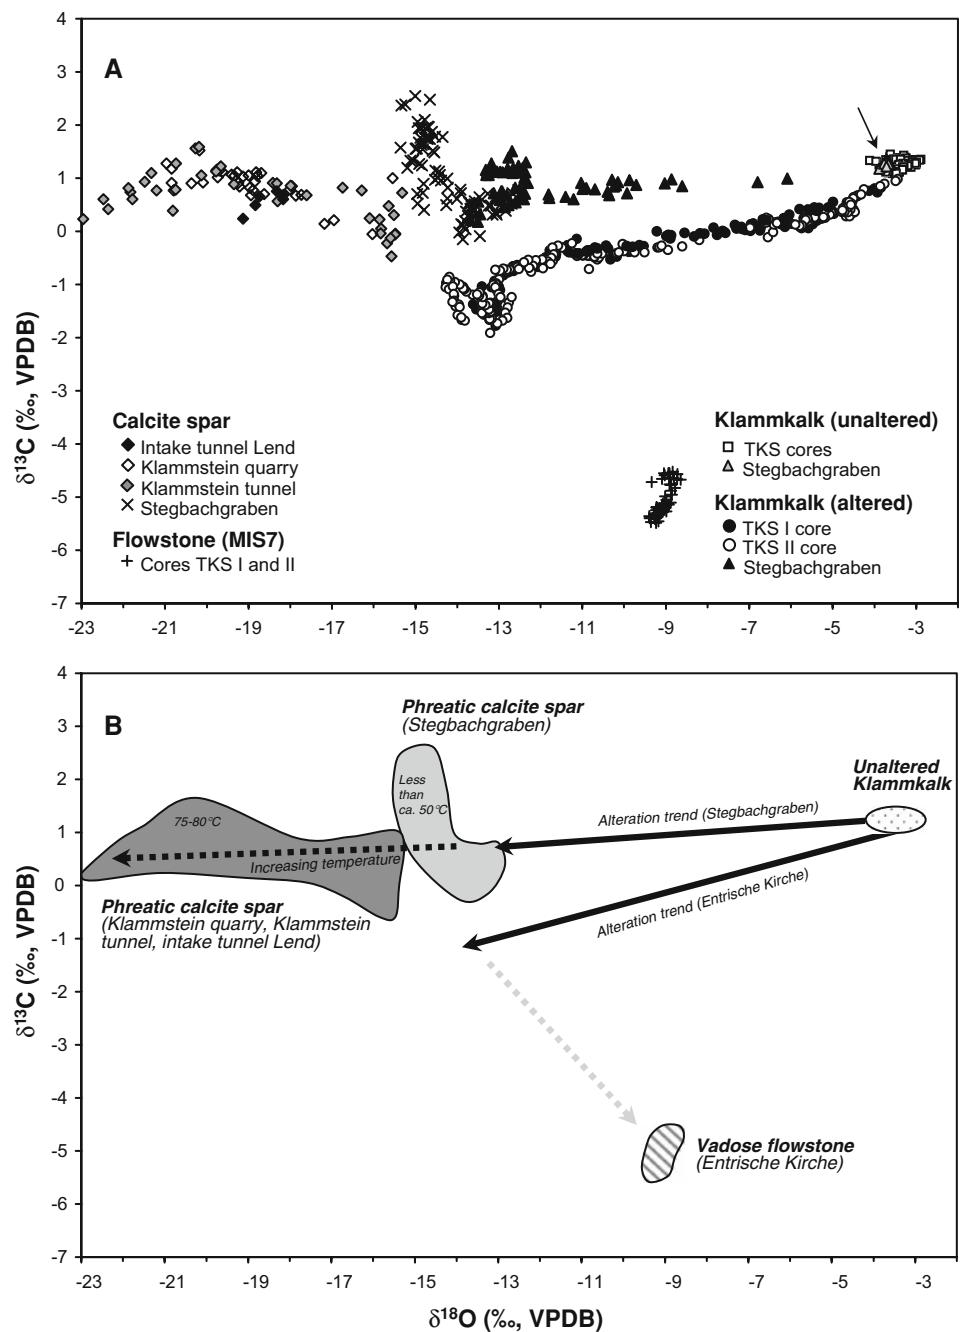 4
3
A
2
1
0
-1
-2
-3
-4
-5
-6
-7
δ¹³C (‰, VPDB)
Calcite spar
Intake tunnel Lend
Klammstein quarry
Klammstein tunnel
Stegbachgraben
Flowstone (MIS7)
Cores TKS I and II
Klammkalk (unaltered)
TKS cores
Stegbachgraben
Klammkalk (altered)
TKS I core
TKS II core
Stegbachgraben
-23 -21 -19 -17 -15 -13 -11 -9 -7 -5 -3
4
3
B
2
1
0
-1
-2
-3
-4
-5
-6
-7
δ¹³C (‰, VPDB)
Phreatic calcite spar
(Stegbachgraben)
Unaltered
Klammkalk
Less
than
ca. 50°C
75-80°C
Alteration trend (Stegbachgraben)
Increasing temperature
Alteration trend (Entrische Kirche)
Phreatic calcite spar
(Klammstein quarry, Klammstein
tunnel, intake tunnel Lend)
Vadose flowstone
(Entrische Kirche)
-23 -21 -19 -17 -15 -13 -11 -9 -7 -5 -3
δ¹⁸O (‰, VPDB)